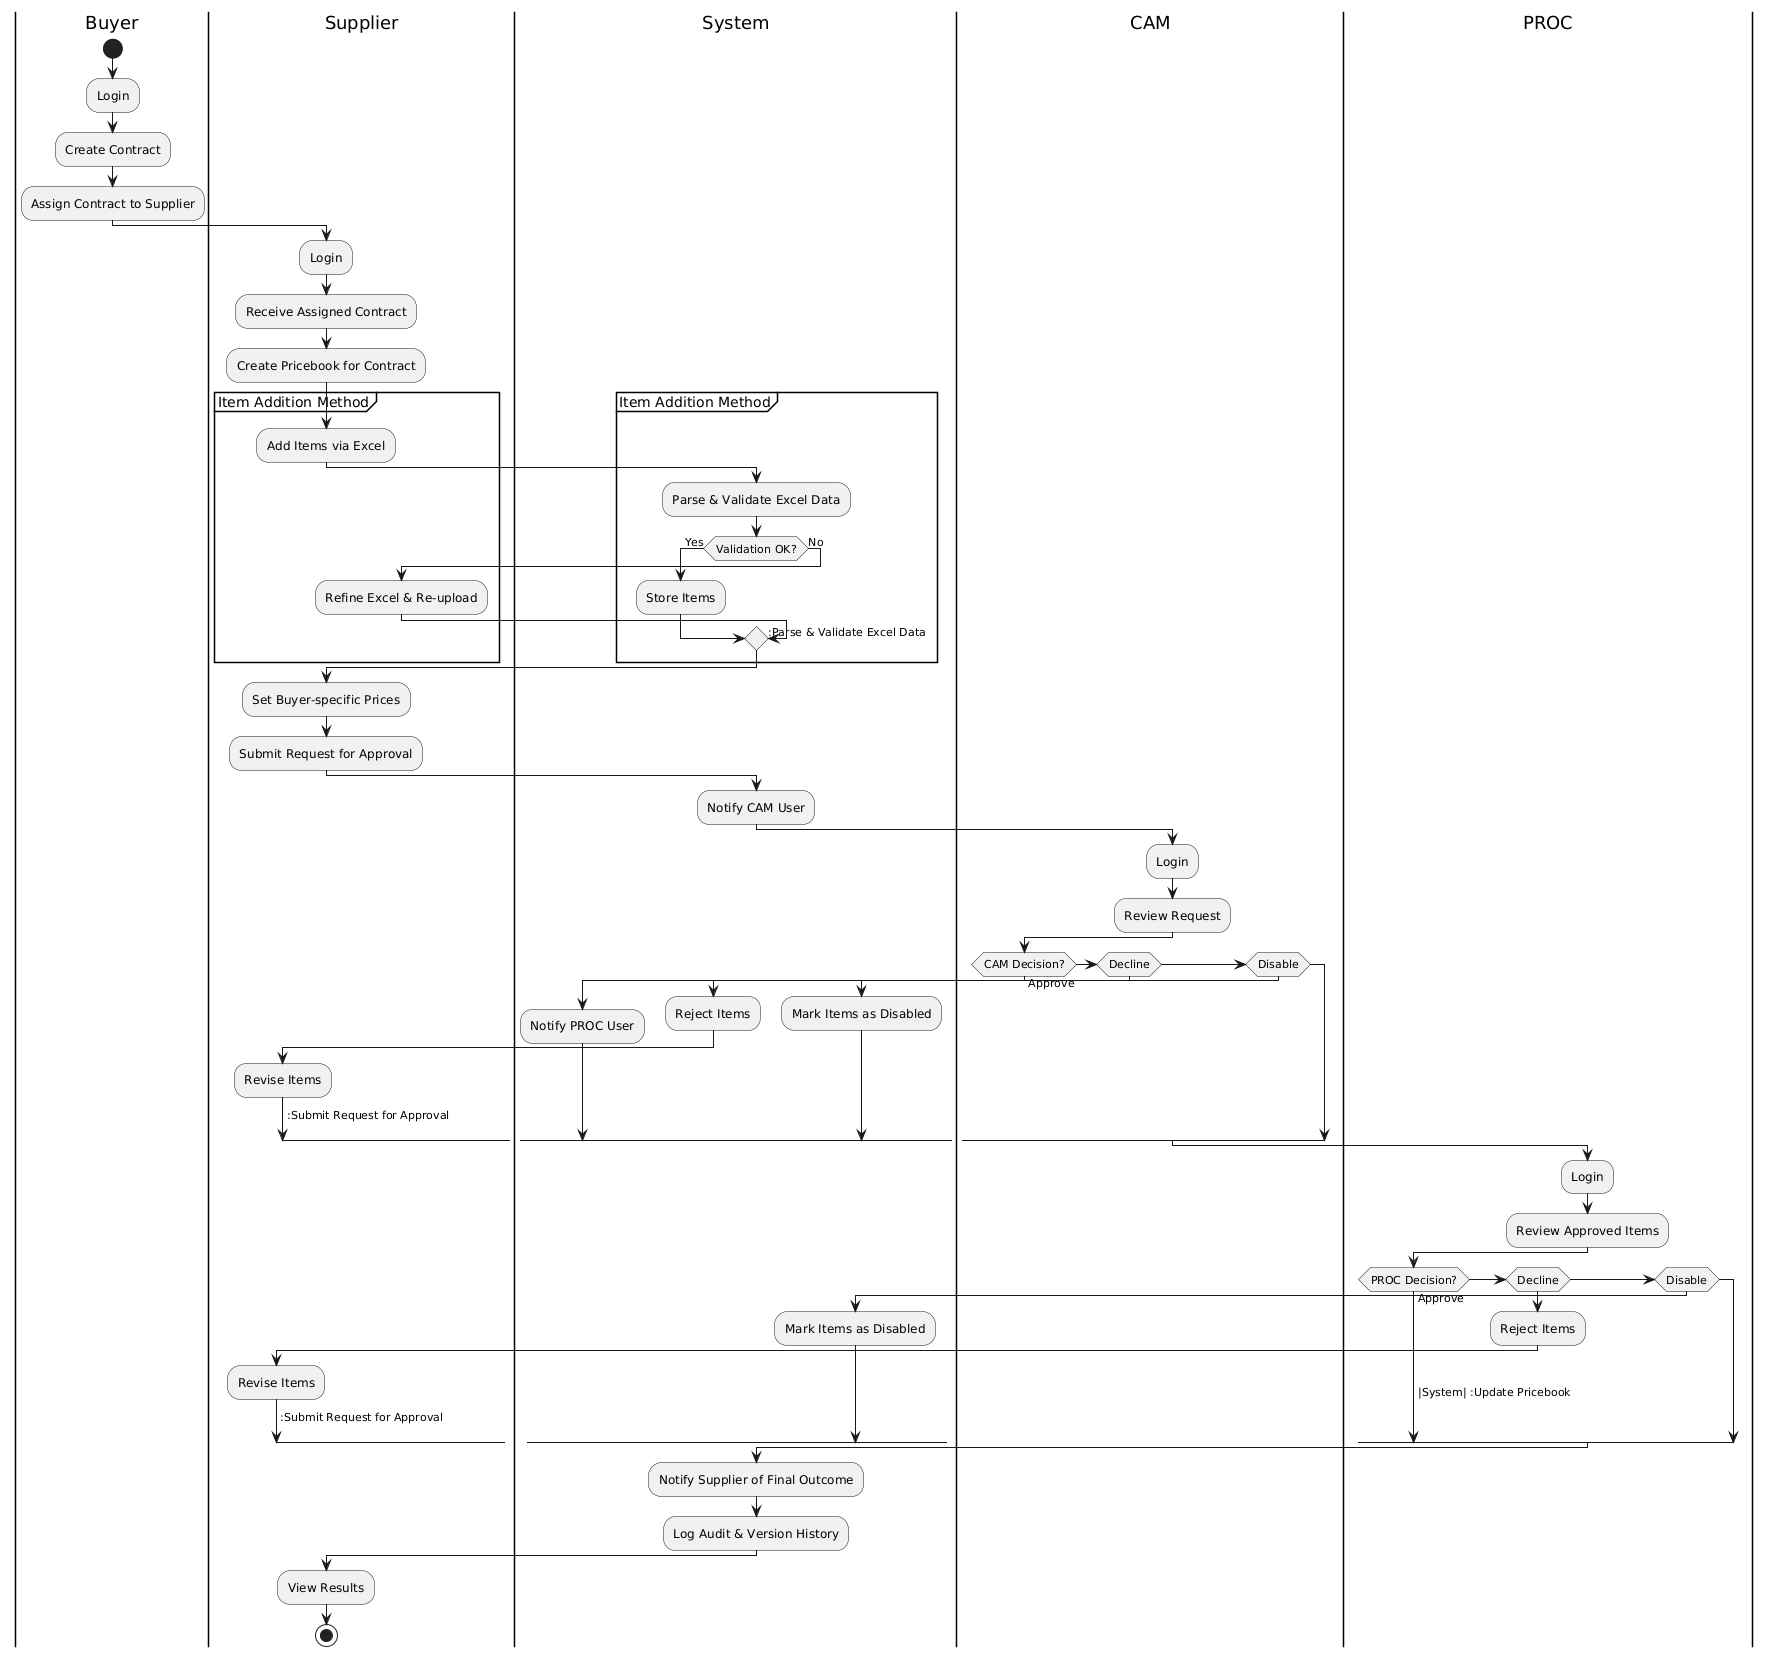 Buyer
Supplier
System
CAM
PROC
Login
Create Contract
Assign Contract to Supplier
Login
Receive Assigned Contract
Create Pricebook for Contract
Item Addition Method
Item Addition Method
Add Items via Excel
Parse & Validate Excel Data
Yes
Validation OK?
No
Refine Excel & Re-upload
Store Items
:Parse & Validate Excel Data
Set Buyer-specific Prices
Submit Request for Approval
Notify CAM User
Login
Review Request
CAM Decision?
Decline
Disable
Approve
Notify PROC User
Reject Items
Mark Items as Disabled
Revise Items
:Submit Request for Approval
Login
Review Approved Items
PROC Decision?
Decline
Disable
Approve
Mark Items as Disabled
Reject Items
Revise Items
|System| :Update Pricebook
:Submit Request for Approval
Notify Supplier of Final Outcome
Log Audit & Version History
View Results